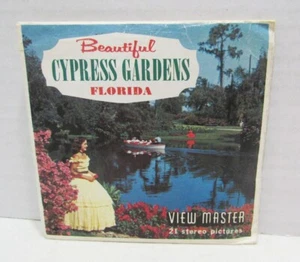 Beautiful
CYPRESS GARDENS
FLORIDA
VIEW MASTER
21 stereo pictures